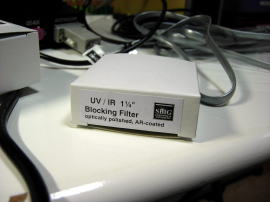 UV / IR 1¼"
Blocking Filter
optically polished, AR-coated
SBIG